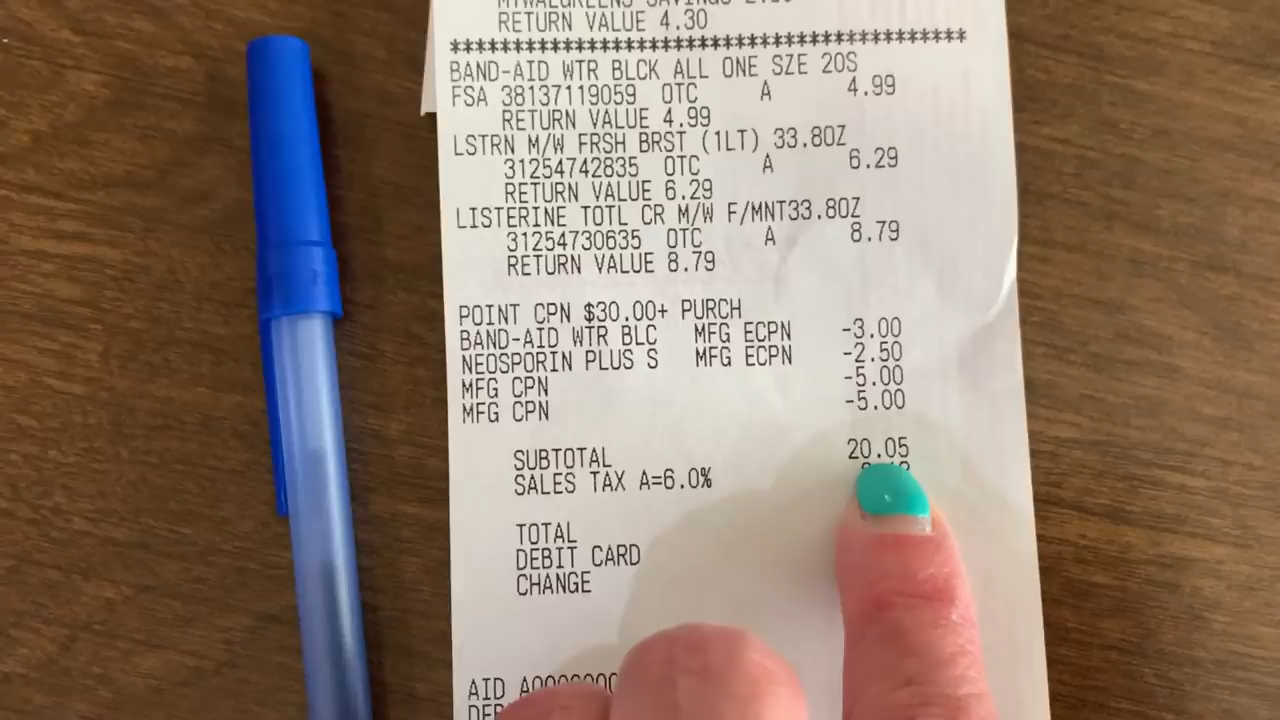 MYWALGREENS SAVINGS
RETURN VALUE 4.30
*****************************************
BAND-AID WTR BLCK ALL ONE SZE 20S
FSA 38137119059 OTC A 4.99
RETURN VALUE 4.99
LSTRN M/W FRSH BRST (1LT) 33.8OZ
31254742835 OTC A 6.29
RETURN VALUE 6.29
LISTERINE TOTL CR M/W F/MNT33.8OZ
31254730635 OTC A 8.79
RETURN VALUE 8.79
POINT CPN $30.00+ PURCH
BAND-AID WTR BLC MFG ECPN -3.00
NEOSPORIN PLUS S MFG ECPN -2.50
MFG CPN -5.00
MFG CPN -5.00
SUBTOTAL 20.05
SALES TAX A=6.0%
TOTAL
DEBIT CARD
CHANGE
AID